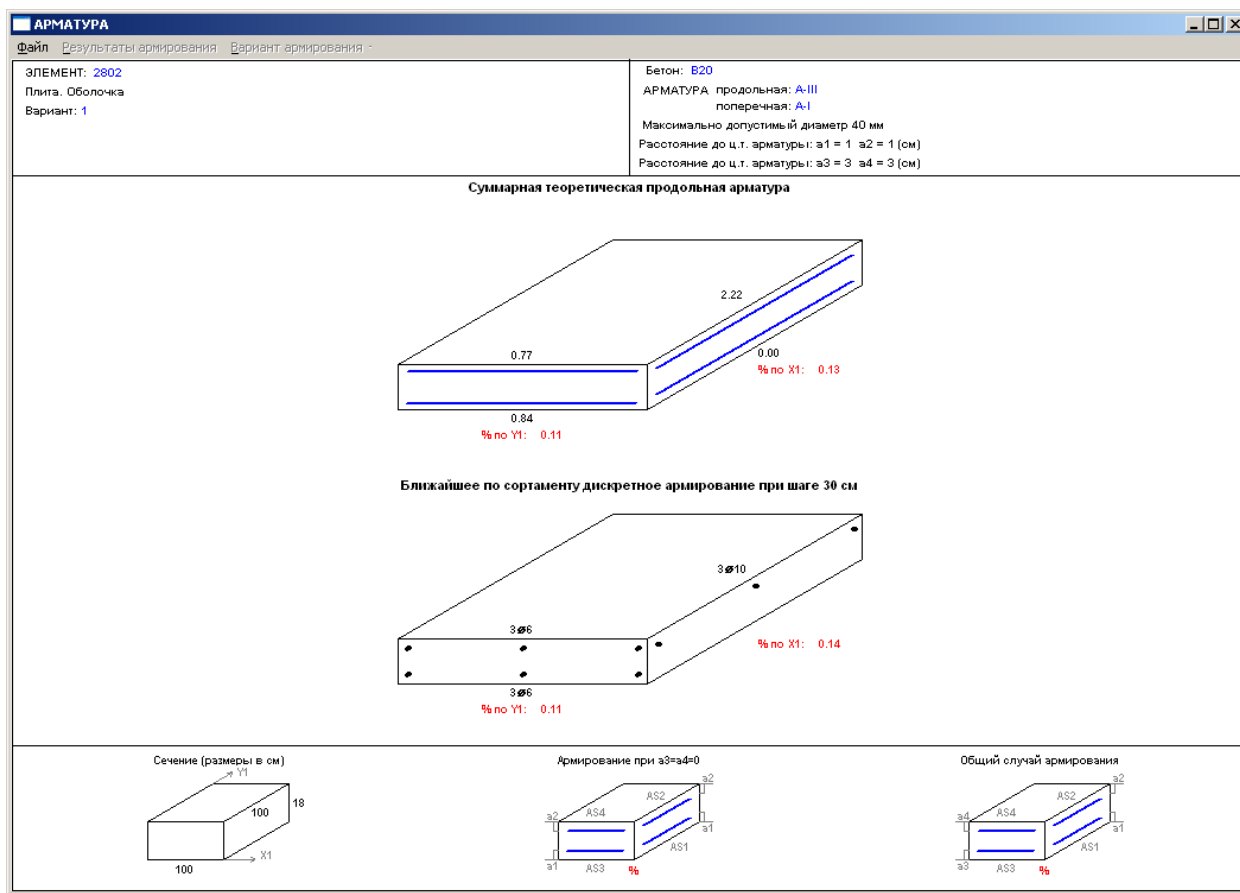 АРМАТУРА
Файл Результаты армирования Вариант армирования -
ЭЛЕМЕНТ: 2802
Плита. Оболочка
Вариант: 1
Бетон: B20
АРМАТУРА продольная: A-III
поперечная: A-I
Максимально допустимый диаметр 40 мм
Расстояние до ц.т. арматуры: a1 = 1 a2 = 1 (см)
Расстояние до ц.т. арматуры: a3 = 3 a4 = 3 (см)
Суммарная теоретическая продольная арматура
2.22
0.77
0.00
% по X1: 0.13
0.84
% по Y1: 0.11
Ближайшее по сортаменту дискретное армирование при шаге 30 см
3ø10
3ø6
% по X1: 0.14
3ø6
% по Y1: 0.11
Сечение (размеры в см)
Y1
100
18
X1
100
Армирование при a3=a4=0
a2
AS2
a2
AS4
a1
AS1
a1
AS3
%
Общий случай армирования
a2
AS2
a4
AS4
a1
AS1
a3
AS3
%